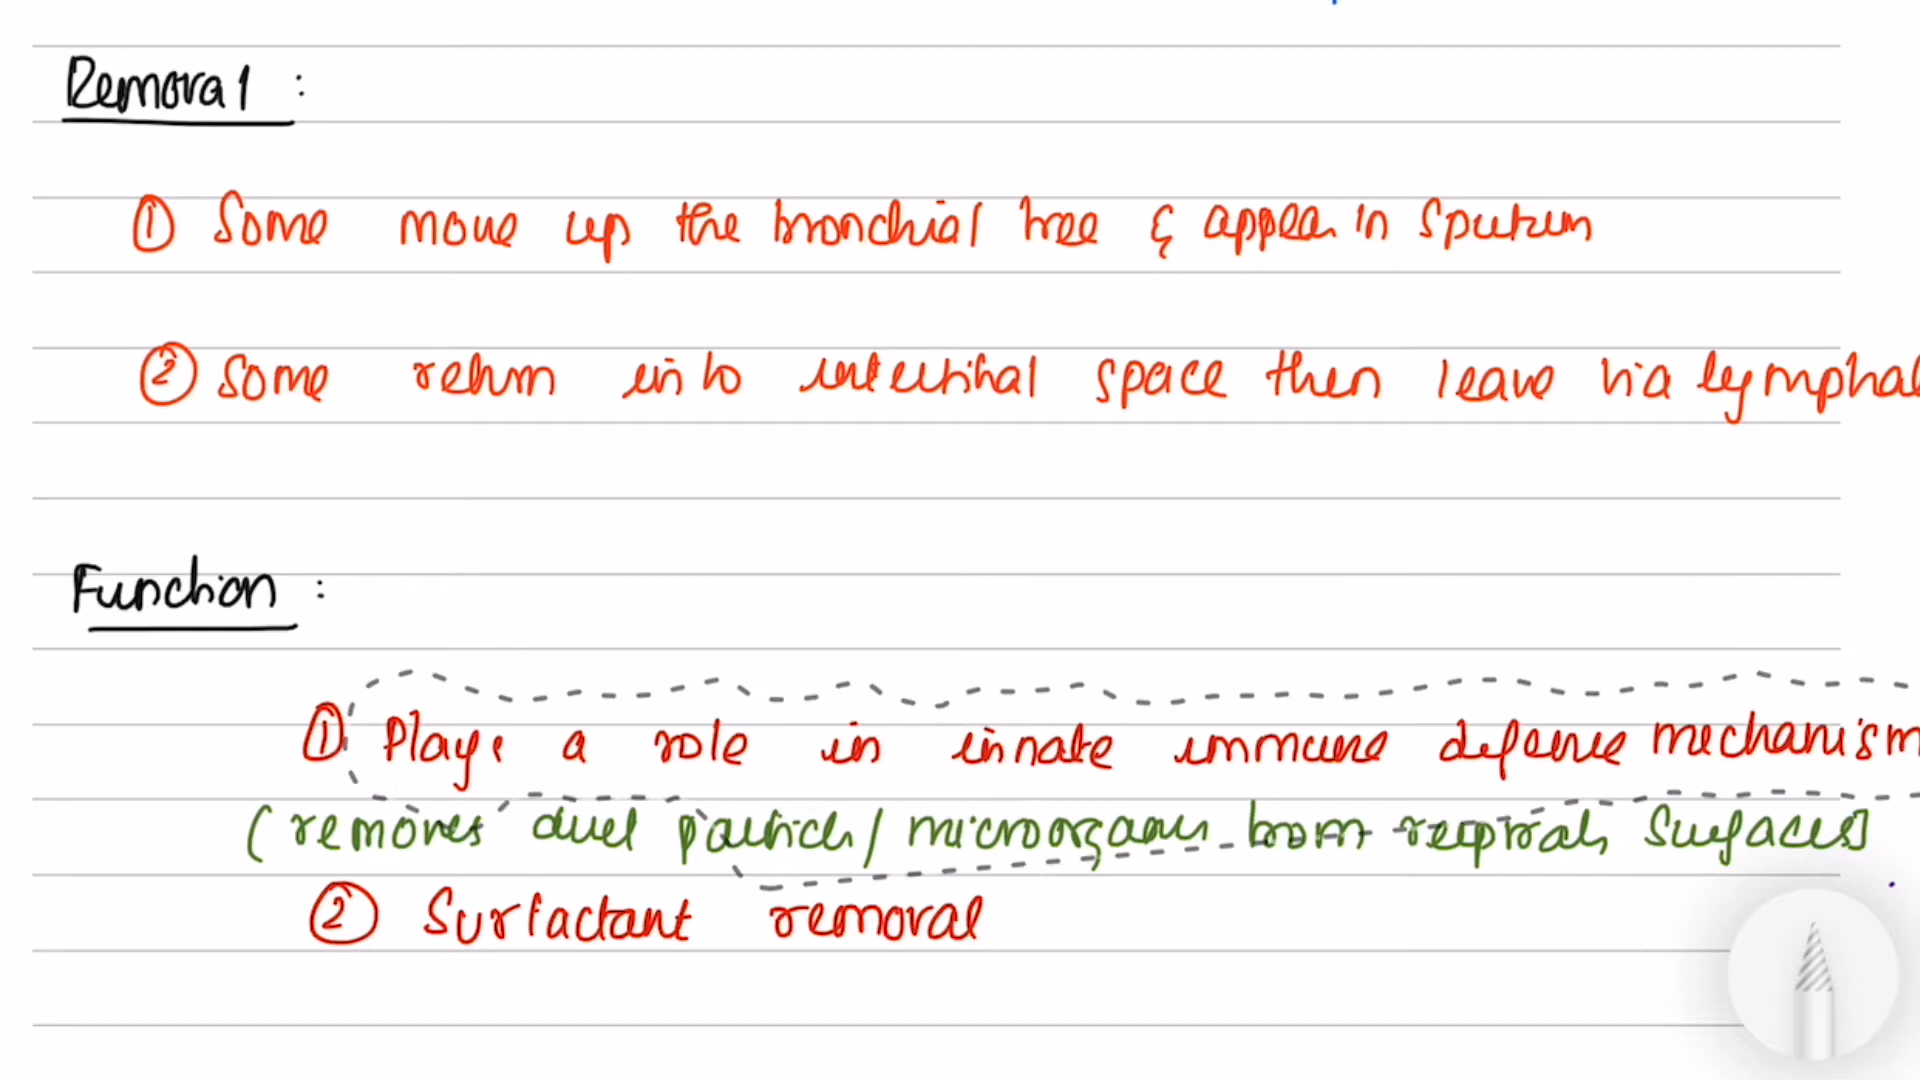 Removal :
① Some move up the bronchial tree & appear in Sputum
② Some return into intestinal space then leave via lymphat
Function :
① Plays a role in innate immune defense mechanism
( removes dust particles / microorganisms from respiratory surfaces]
② Surfactant removal